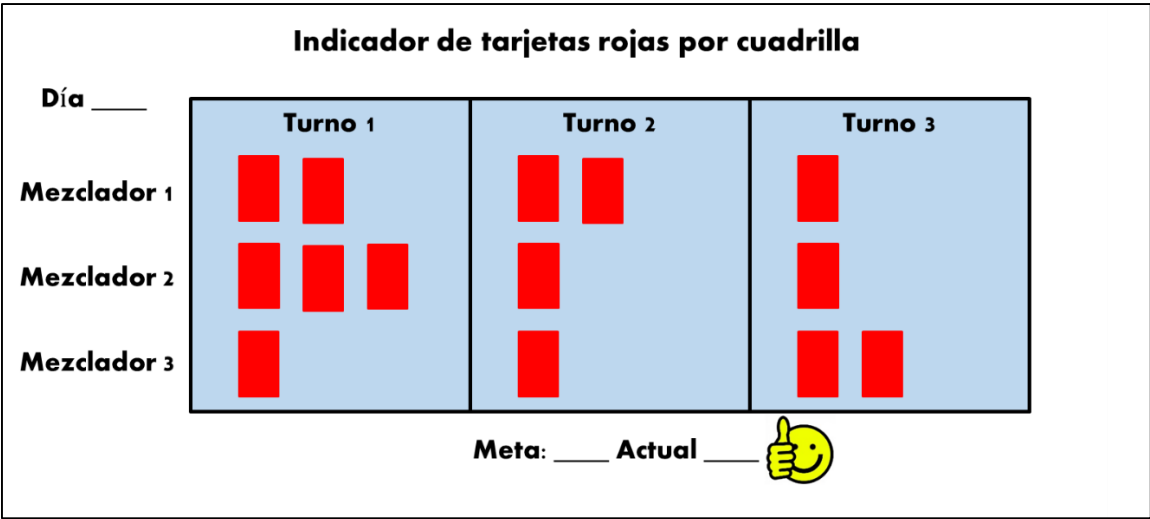 Indicador de tarjetas rojas por cuadrilla
Día ____
Turno 1 Turno 2 Turno 3
Mezclador 1
Mezclador 2
Mezclador 3
Meta: ____ Actual ____